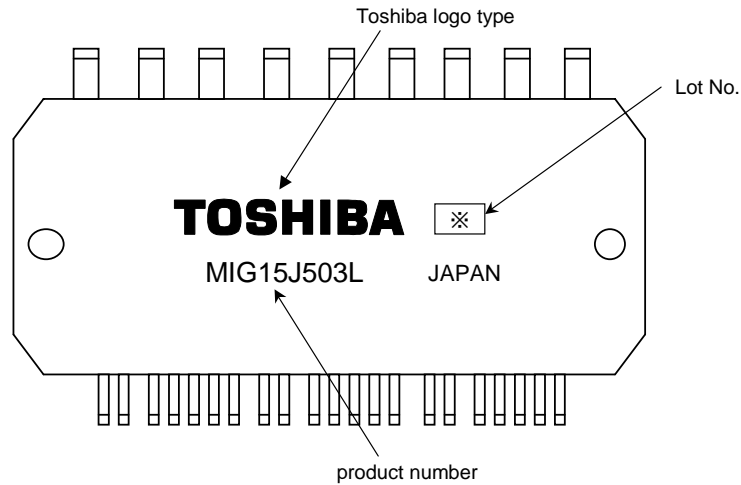 Toshiba logo type
Lot No.
TOSHIBA ※
MIG15J503L JAPAN
product number